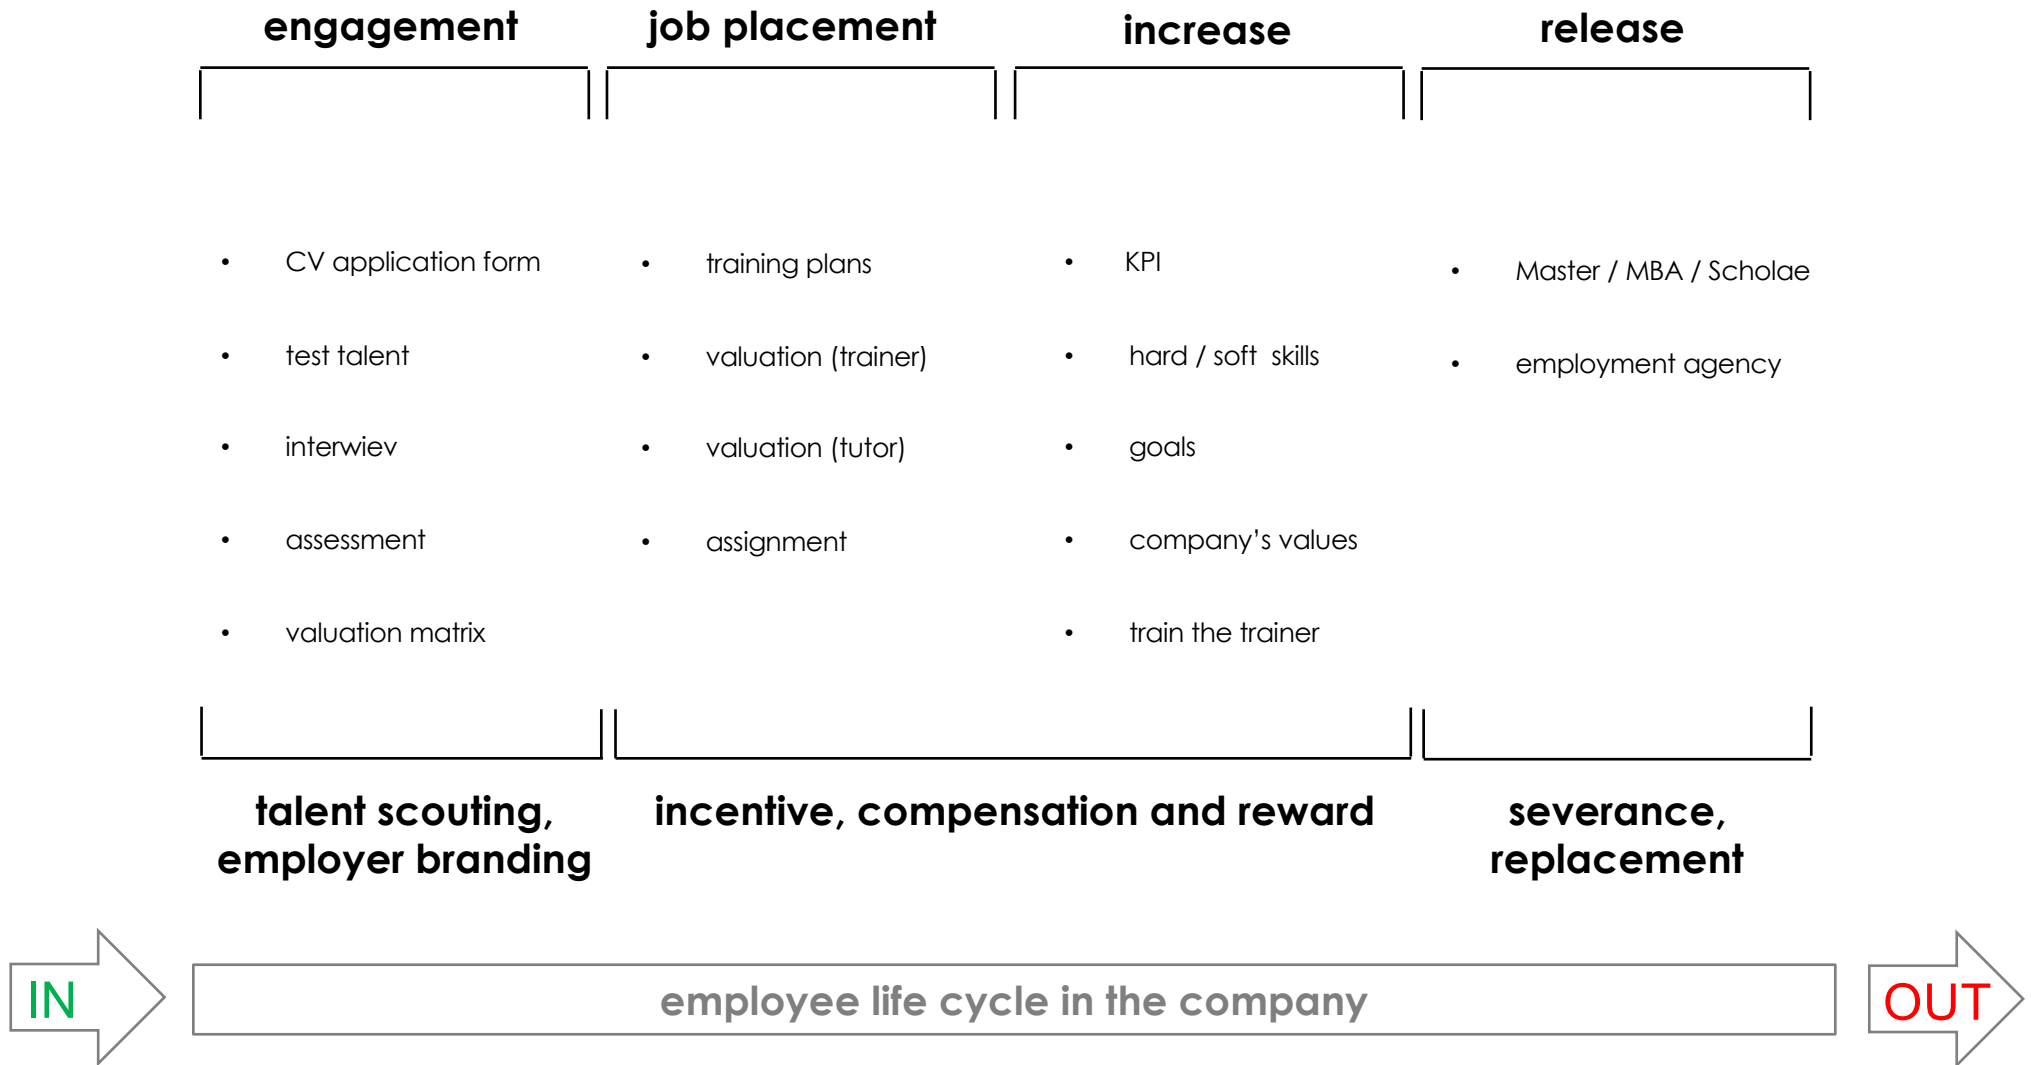 engagement
job placement
increase
release
• CV application form
• test talent
• interwiev
• assessment
• valuation matrix
• training plans
• valuation (trainer)
• valuation (tutor)
• assignment
• KPI
• hard / soft skills
• goals
• company’s values
• train the trainer
• Master / MBA / Scholae
• employment agency
talent scouting,
employer branding
incentive, compensation and reward
severance,
replacement
IN
employee life cycle in the company
OUT